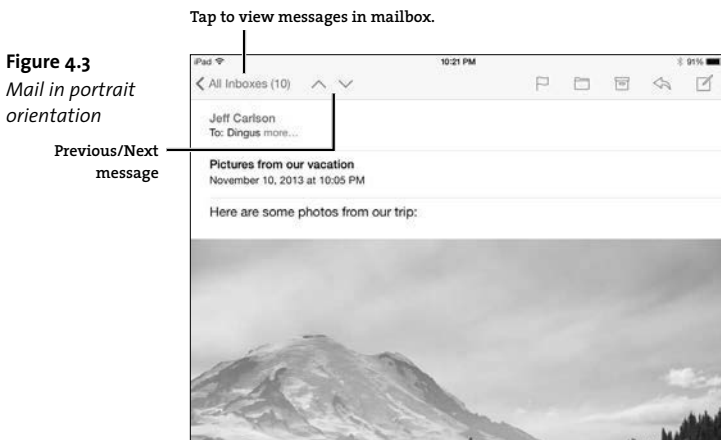 Tap to view messages in mailbox.
Figure 4.3
Mail in portrait
orientation
Previous/Next
message
iPad 10:21 PM 91%
All Inboxes (10)
Jeff Carlson
To: Dingus more...
Pictures from our vacation
November 10, 2013 at 10:05 PM
Here are some photos from our trip: